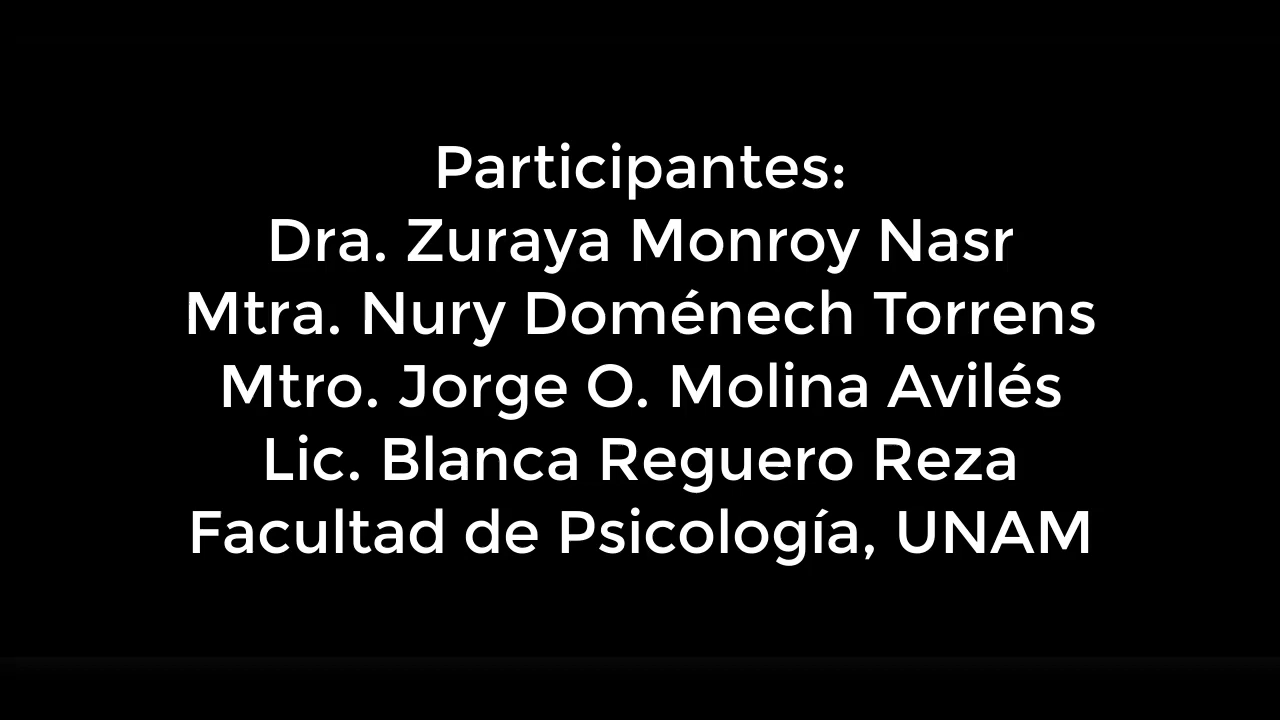 Participantes:
Dra. Zuraya Monroy Nasr
Mtra. Nury Doménech Torrens
Mtro. Jorge O. Molina Avilés
Lic. Blanca Reguero Reza
Facultad de Psicología, UNAM